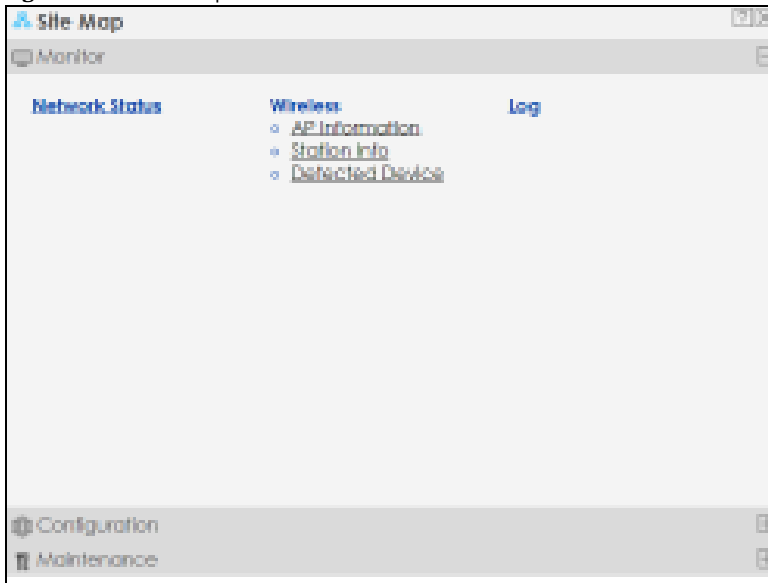 Site Map
Monitor
Network Status
Wireless
AP Information
Station Info
Detected Device
Log
Configuration
Maintenance